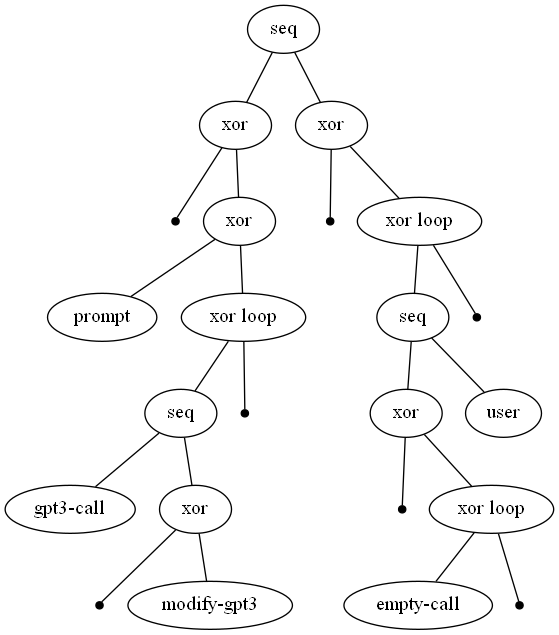 seq
xor xor
xor xor loop
prompt xor loop seq
seq xor user
gpt3-call xor xor loop
modify-gpt3 empty-call